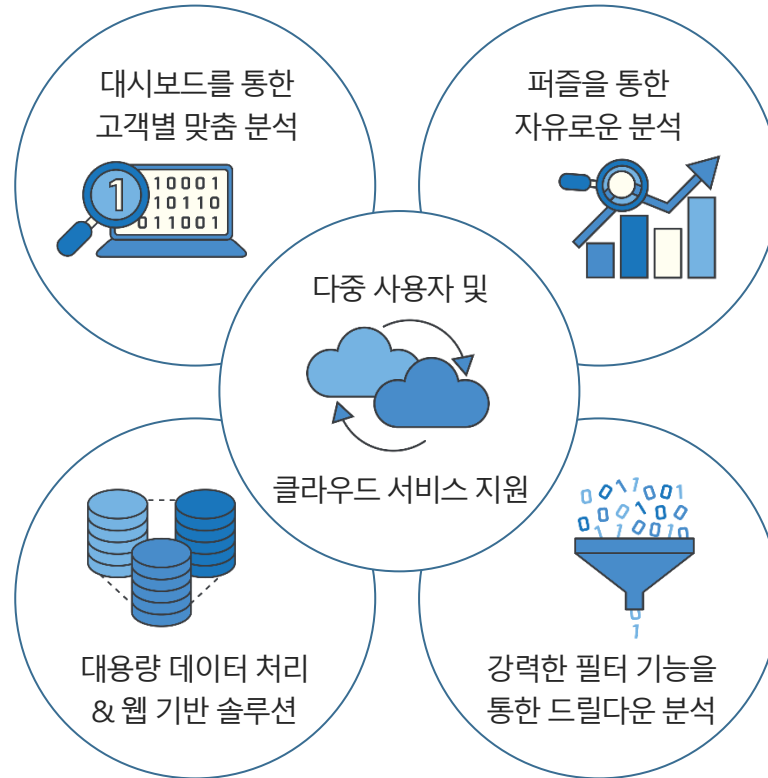 대시보드를 통한
고객별 맞춤 분석
1
10001
10110
011001
퍼즐을 통한
자유로운 분석
다중 사용자 및
클라우드 서비스 지원
대용량 데이터 처리
& 웹 기반 솔루션
강력한 필터 기능을
통한 드릴다운 분석